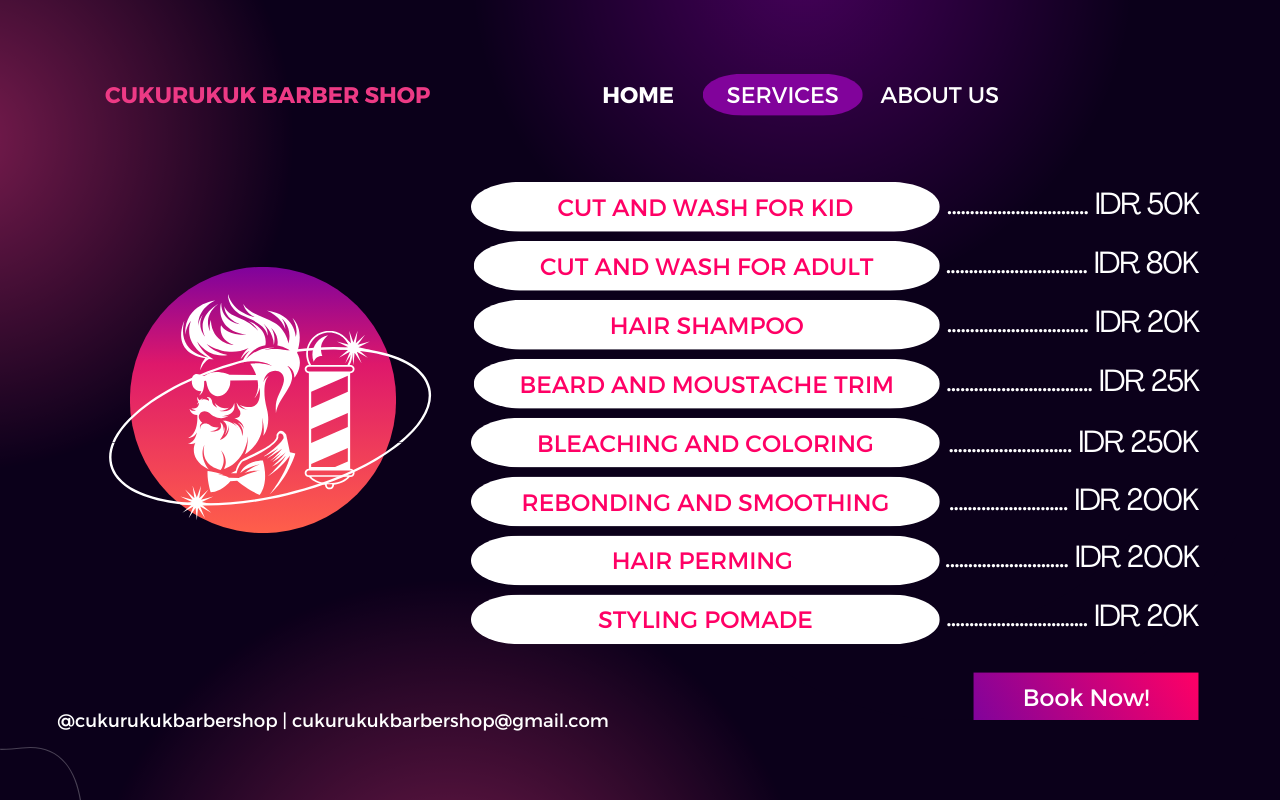 CUKURUKUK BARBER SHOP
HOME SERVICES ABOUT US
CUT AND WASH FOR KID .............................. IDR 50K
CUT AND WASH FOR ADULT .............................. IDR 80K
HAIR SHAMPOO .............................. IDR 20K
BEARD AND MOUSTACHE TRIM ............................... IDR 25K
BLEACHING AND COLORING .......................... IDR 250K
REBONDING AND SMOOTHING ......................... IDR 200K
HAIR PERMING .......................... IDR 200K
STYLING POMADE .............................. IDR 20K
Book Now!
@cukurukukbarbershop | cukurukukbarbershop@gmail.com